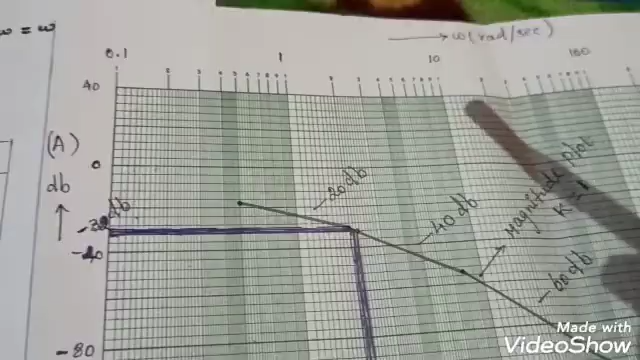 w = w
ω(rad/sec)
0.1 1 10 100
40
(A)
db
0
-20db
-40db
-40
magnitude plot
K=1
-60db
-80
Made with
VideoShow